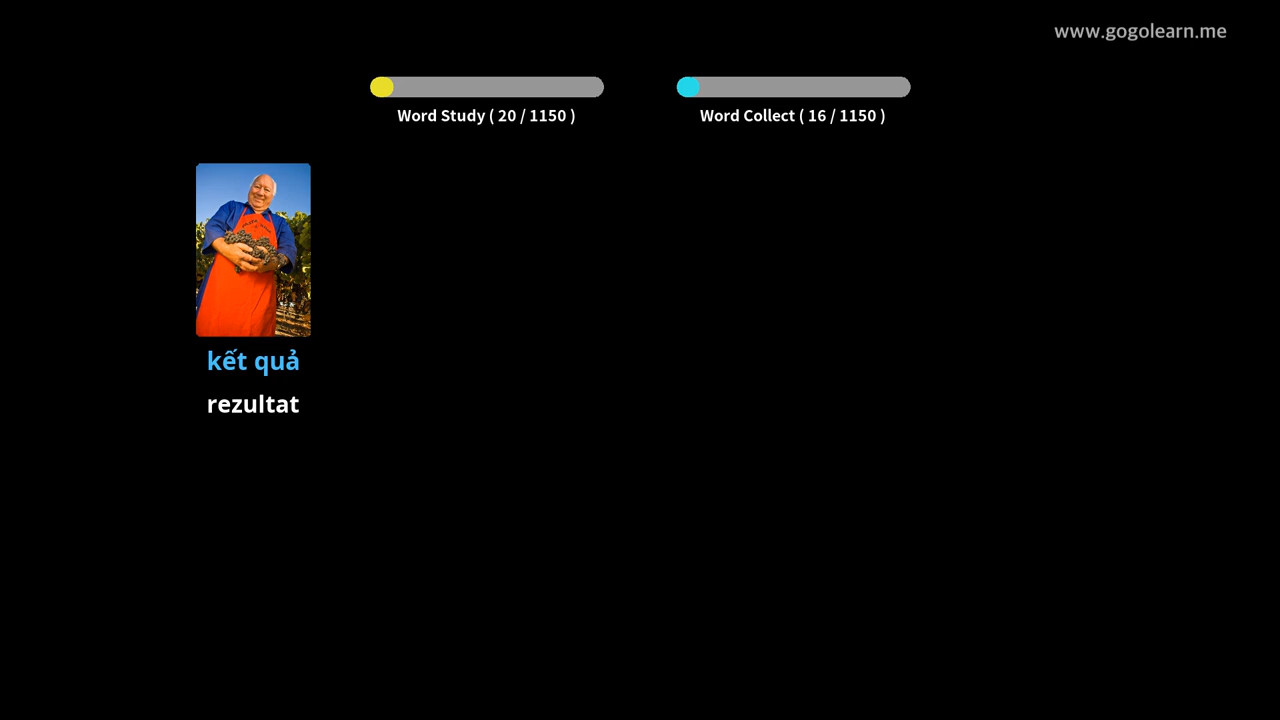 www.gogolearn.me
Word Study ( 20 / 1150 )
Word Collect ( 16 / 1150 )
kết quả
rezultat